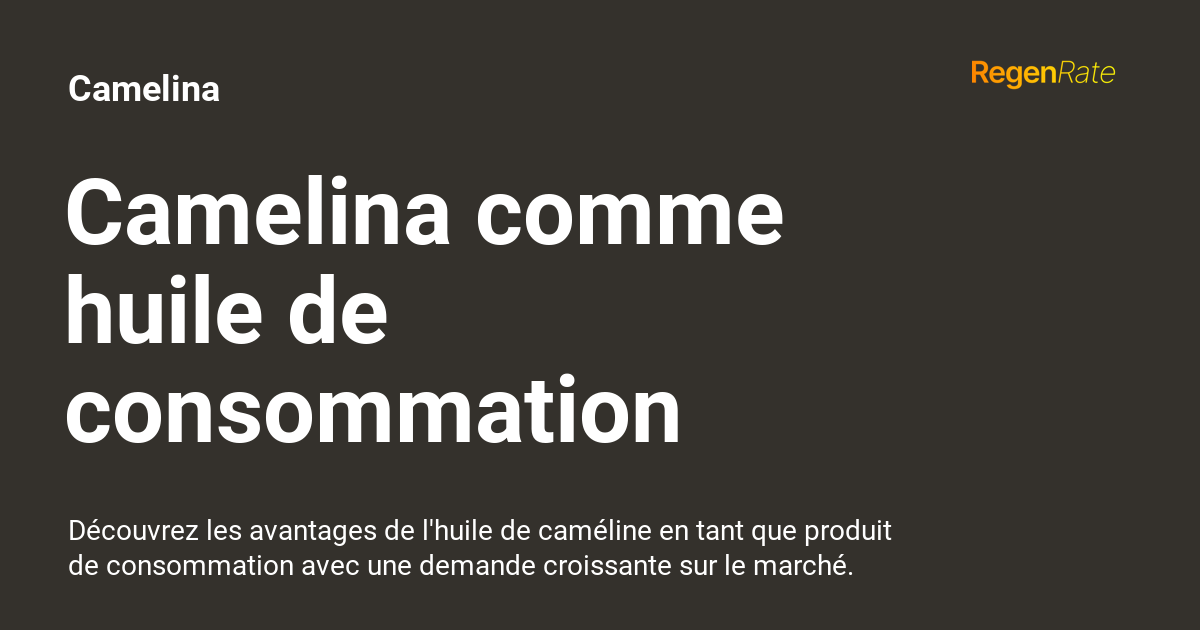 Camelina
RegenRate
Camelina comme
huile de
consommation
Découvrez les avantages de l'huile de caméline en tant que produit
de consommation avec une demande croissante sur le marché.